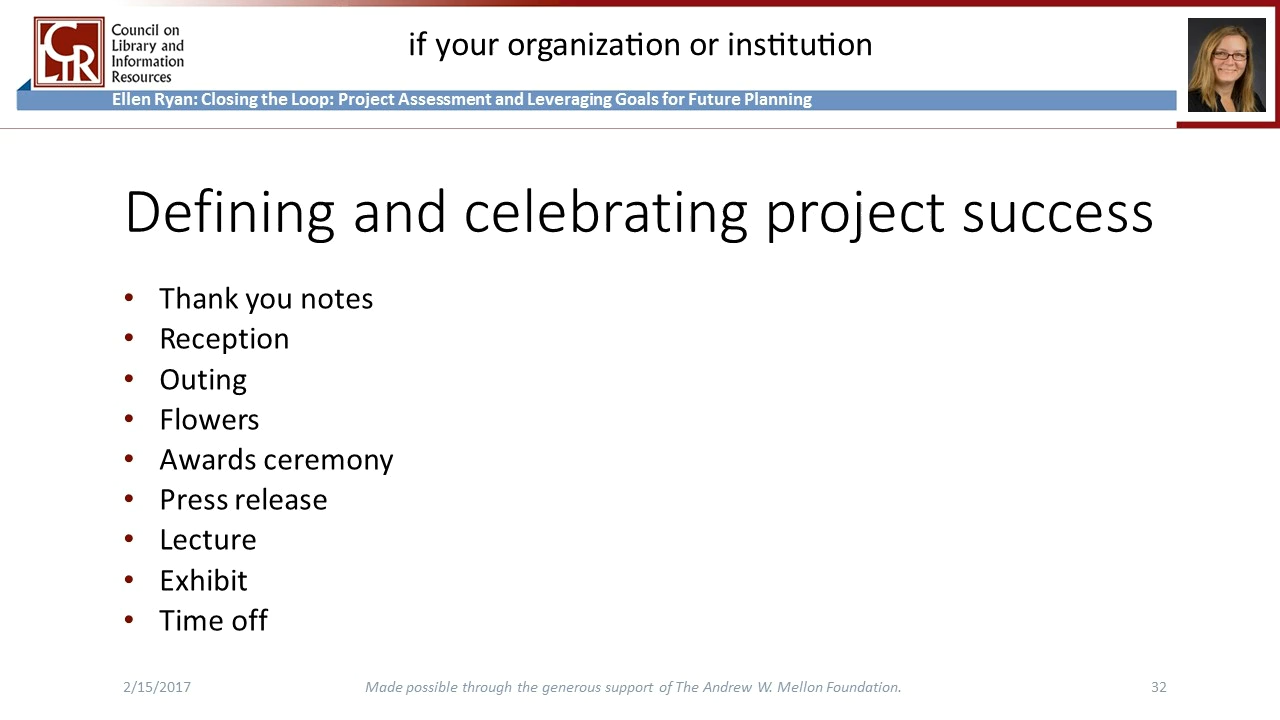 CLIR
Council on
Library and
Information
Resources
if your organization or institution
Ellen Ryan: Closing the Loop: Project Assessment and Leveraging Goals for Future Planning
Defining and celebrating project success
• Thank you notes
• Reception
• Outing
• Flowers
• Awards ceremony
• Press release
• Lecture
• Exhibit
• Time off
2/15/2017
Made possible through the generous support of The Andrew W. Mellon Foundation.
32